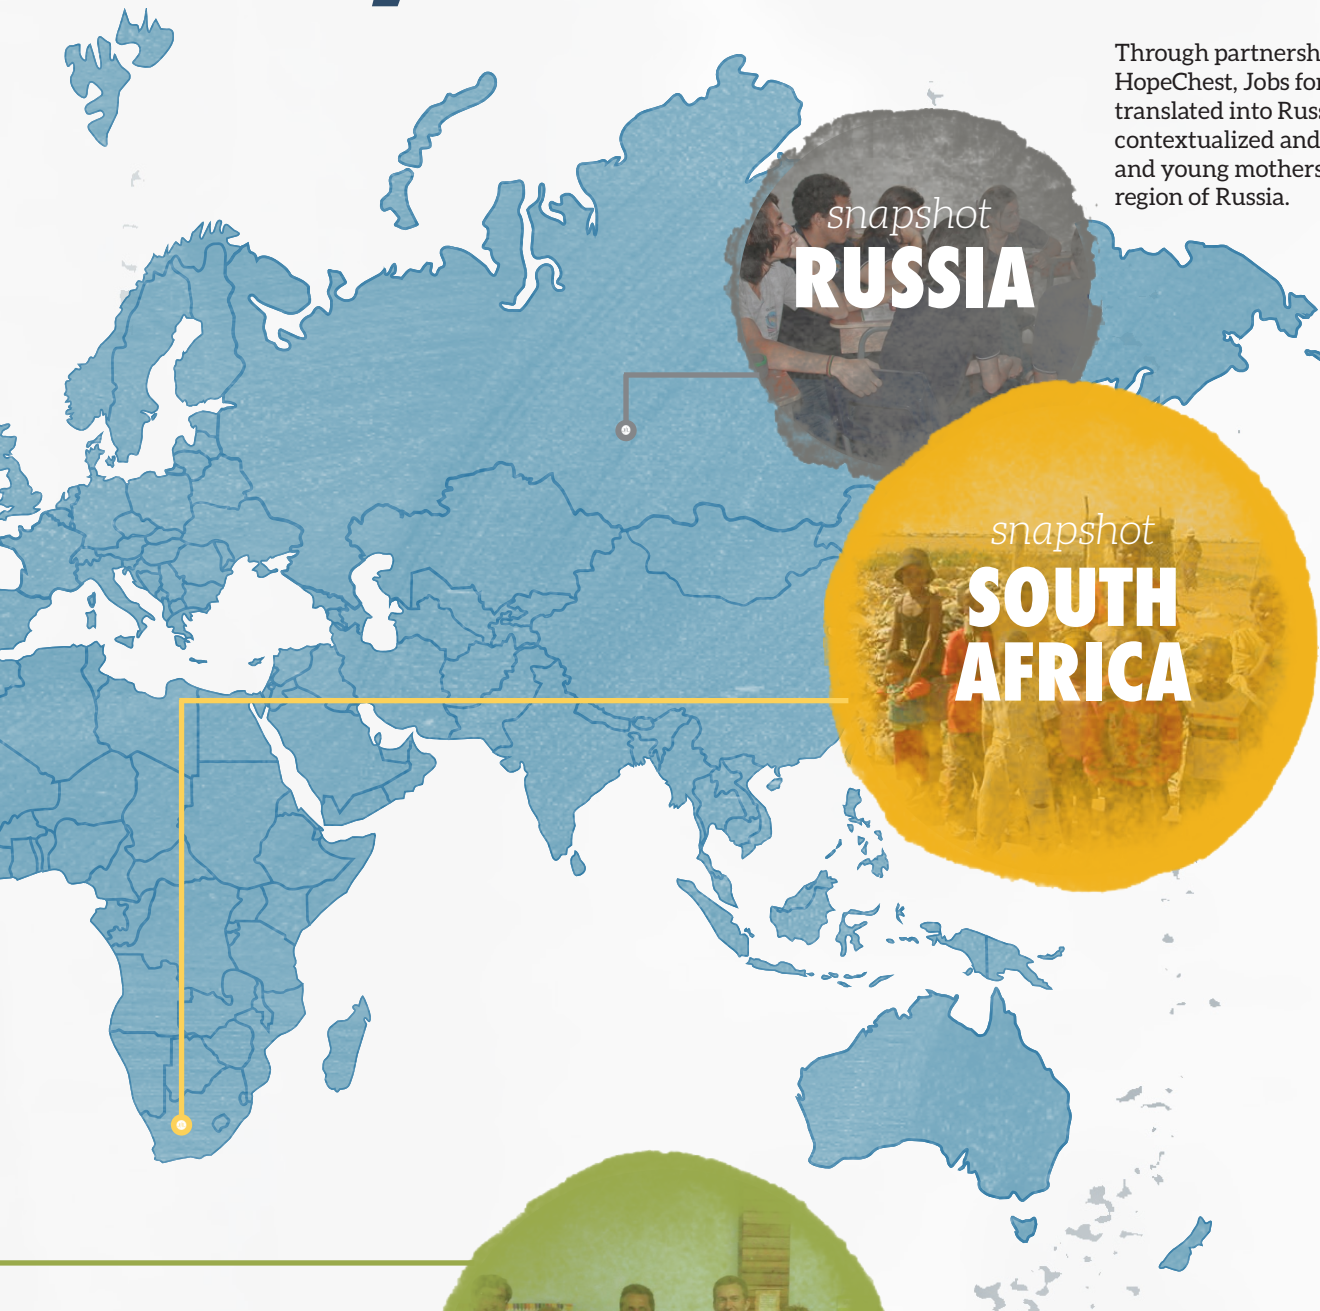 Through partnersh
HopeChest, Jobs for
translated into Russ
contextualized and
and young mothers
region of Russia.
snapshot
RUSSIA
snapshot
SOUTH
AFRICA